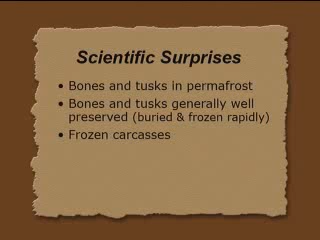 Scientific Surprises
• Bones and tusks in permafrost
• Bones and tusks generally well
preserved (buried & frozen rapidly)
• Frozen carcasses